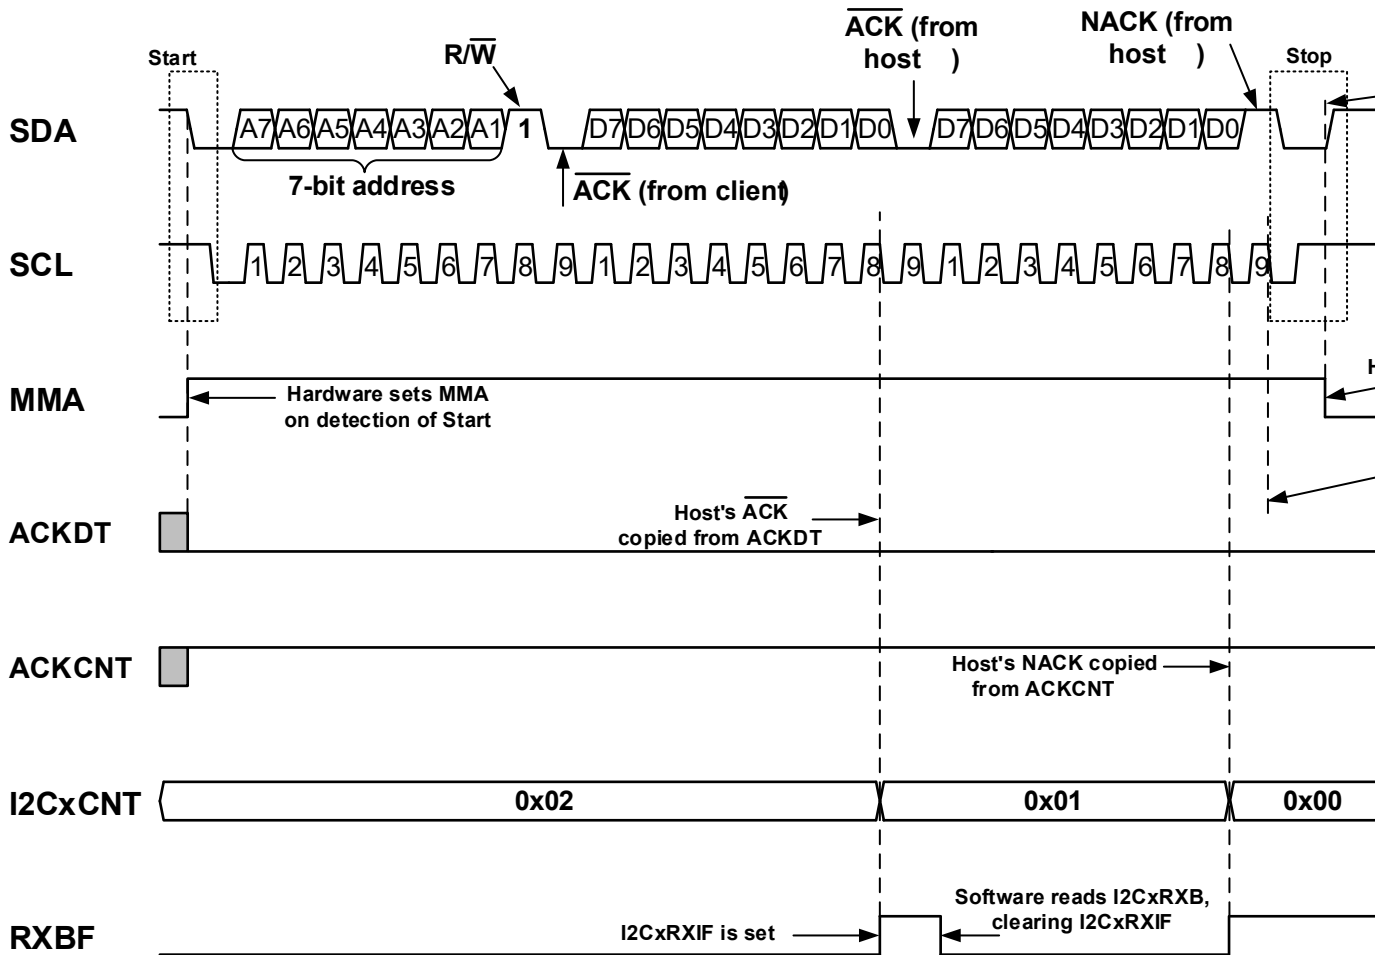 ACK (from
host )
NACK (from
host )
Start
R/W
Stop
SDA
A7 A6 A5 A4 A3 A2 A1 1 D7 D6 D5 D4 D3 D2 D1 D0 D7 D6 D5 D4 D3 D2 D1 D0
7-bit address
ACK (from client)
SCL
1 2 3 4 5 6 7 8 9 1 2 3 4 5 6 7 8 9 1 2 3 4 5 6 7 8 9
H
MMA
Hardware sets MMA
on detection of Start
ACKDT
Host's ACK
copied from ACKDT
ACKCNT
Host's NACK copied
from ACKCNT
I2CxCNT
0x02 0x01 0x00
RXBF
I2CxRXIF is set
Software reads I2CxRXB,
clearing I2CxRXIF